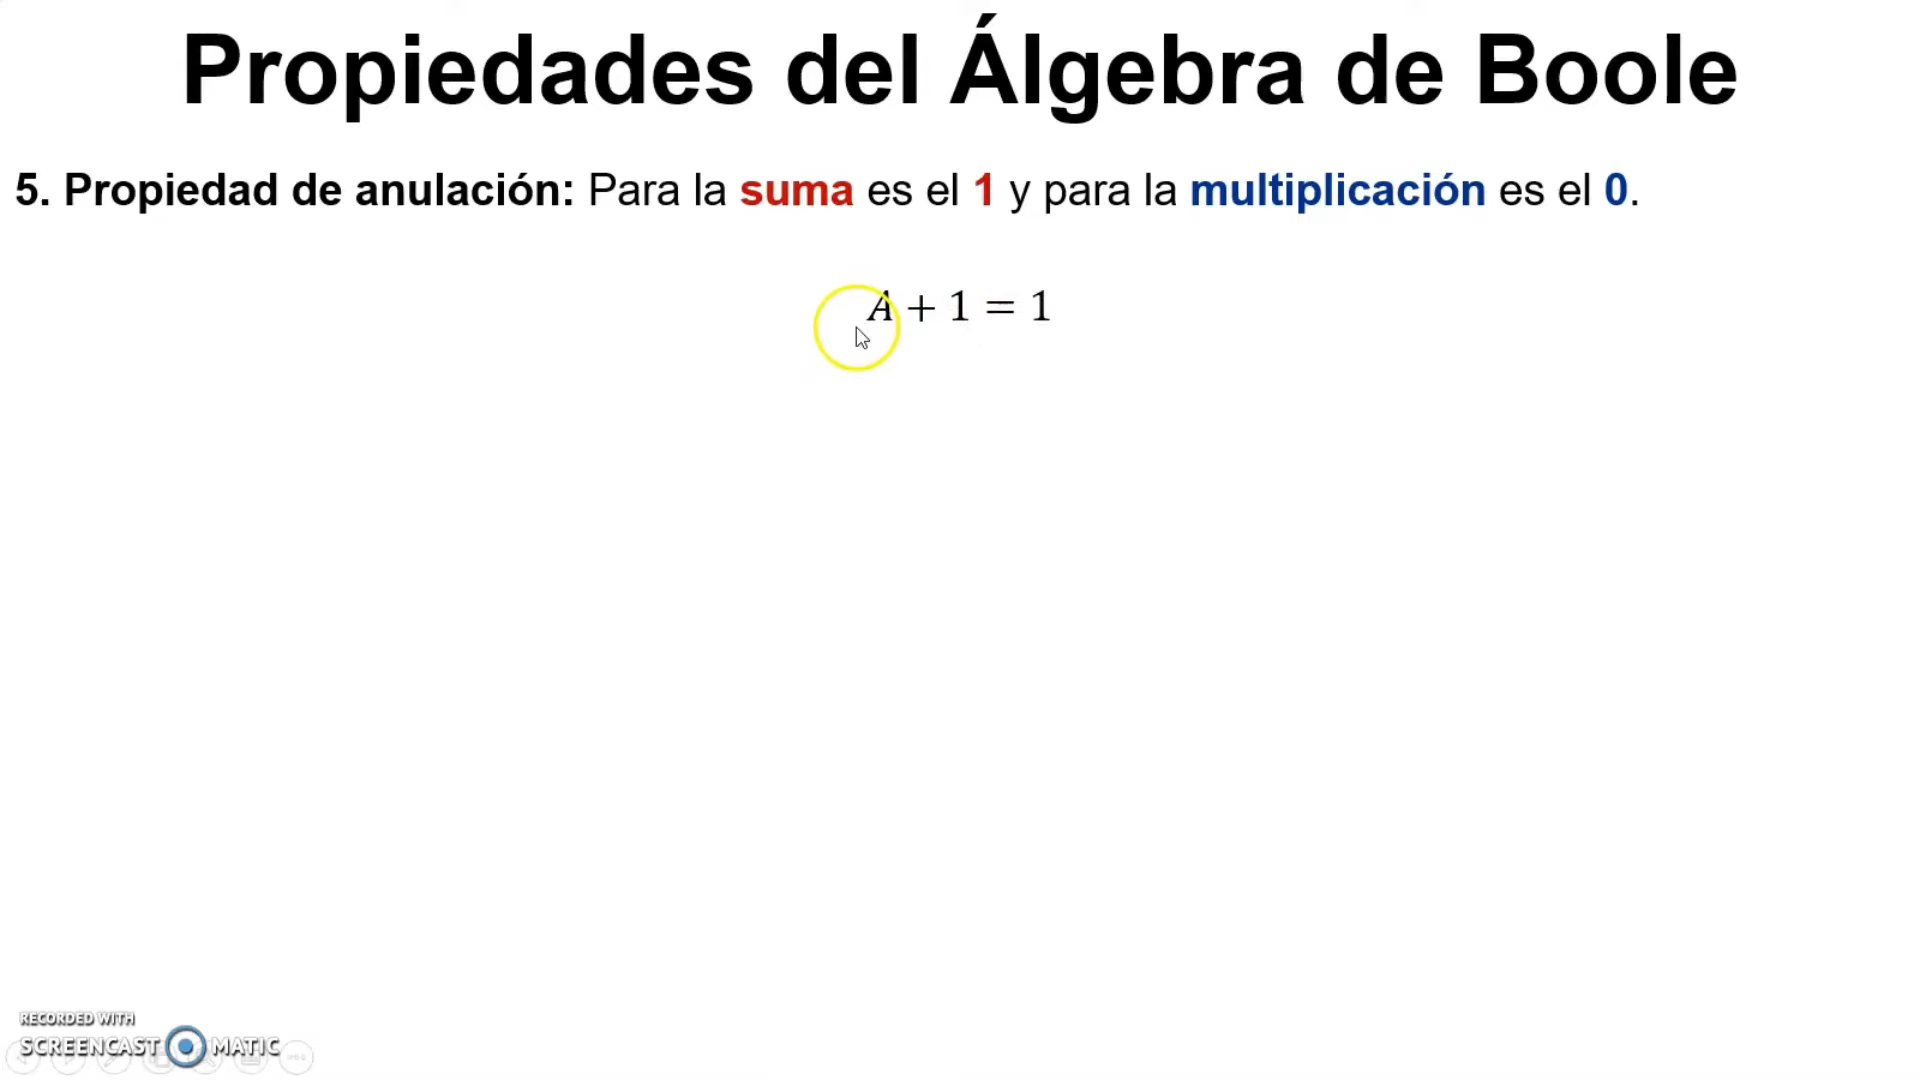 Propiedades del Álgebra de Boole
5. Propiedad de anulación: Para la suma es el 1 y para la multiplicación es el 0.
A + 1 = 1
RECORDED WITH
SCREENCAST MATIC